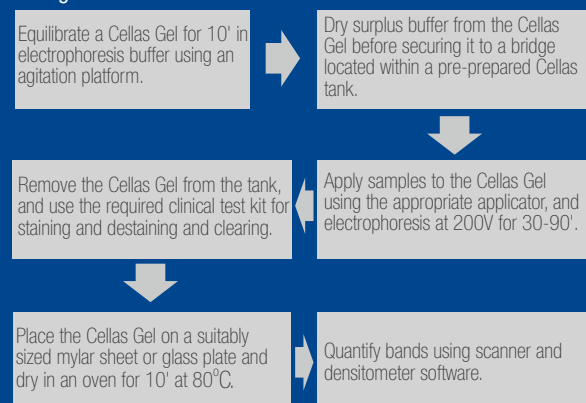 Equilibrate a Cellas Gel for 10' in
electrophoresis buffer using an
agitation platform.
Dry surplus buffer from the Cellas
Gel before securing it to a bridge
located within a pre-prepared Cellas
tank.
Apply samples to the Cellas Gel
using the appropriate applicator, and
electrophoresis at 200V for 30-90'.
Remove the Cellas Gel from the tank,
and use the required clinical test kit for
staining and destaining and clearing.
Place the Cellas Gel on a suitably
sized mylar sheet or glass plate and
dry in an oven for 10' at 80°C.
Quantify bands using scanner and
densitometer software.